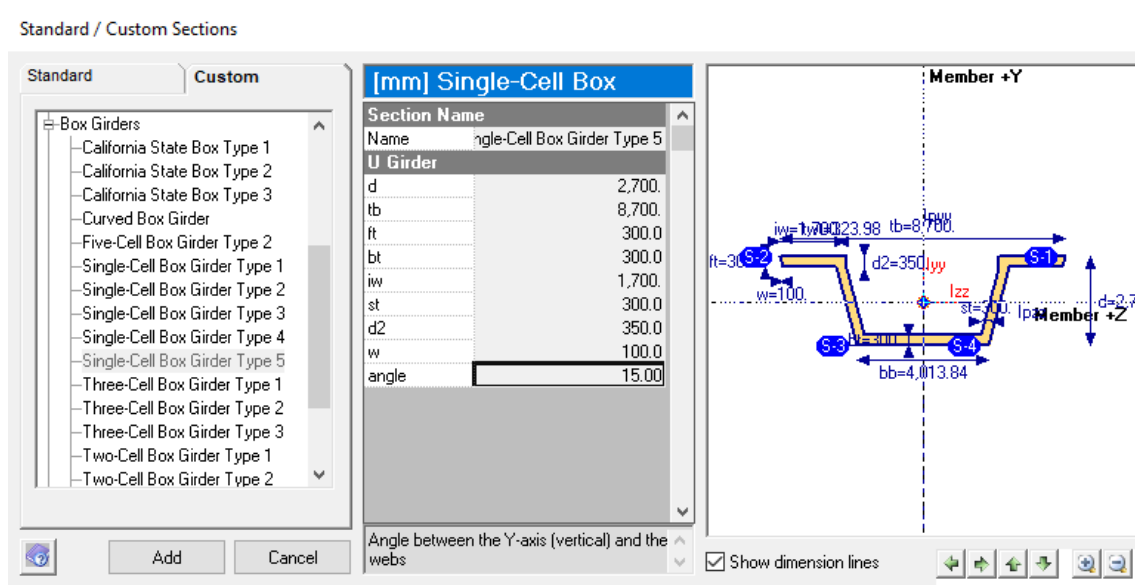 Standard / Custom Sections
Standard
Custom
Box Girders
California State Box Type 1
California State Box Type 2
California State Box Type 3
Curved Box Girder
Five-Cell Box Girder Type 2
Single-Cell Box Girder Type 1
Single-Cell Box Girder Type 2
Single-Cell Box Girder Type 3
Single-Cell Box Girder Type 4
Single-Cell Box Girder Type 5
Three-Cell Box Girder Type 1
Three-Cell Box Girder Type 2
Three-Cell Box Girder Type 3
Two-Cell Box Girder Type 1
Two-Cell Box Girder Type 2
Add
Cancel
[mm] Single-Cell Box
Section Name
Name ngle-Cell Box Girder Type 5
U Girder
d 2,700.
tb 8,700.
ft 300.0
bt 300.0
iw 1,700.
st 300.0
d2 350.0
w 100.0
angle 15.00
Angle between the Y-axis (vertical) and the
webs
Member +Y
tb=8,700.
S-2
d2=350.
Iyy
S-1
w=100.
Izz
Member +Z
S-3
S-4
bb=4,013.84
Show dimension lines